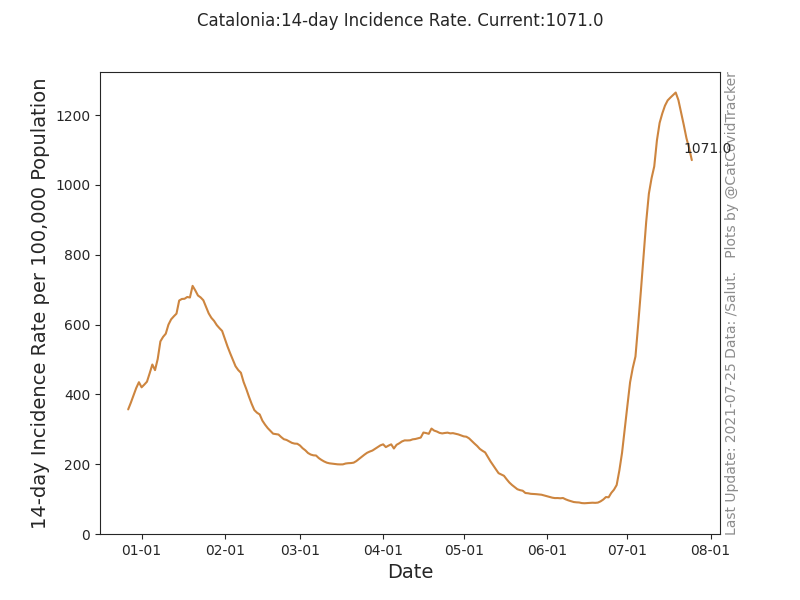 Catalonia:14-day Incidence Rate. Current:1071.0
14-day Incidence Rate per 100,000 Population
1200
1000
800
600
400
200
0
1071.0
Last Update: 2021-07-25 Data: /Salut.   Plots by @CatCovidTracker
01-01 02-01 03-01 04-01 05-01 06-01 07-01 08-01
Date